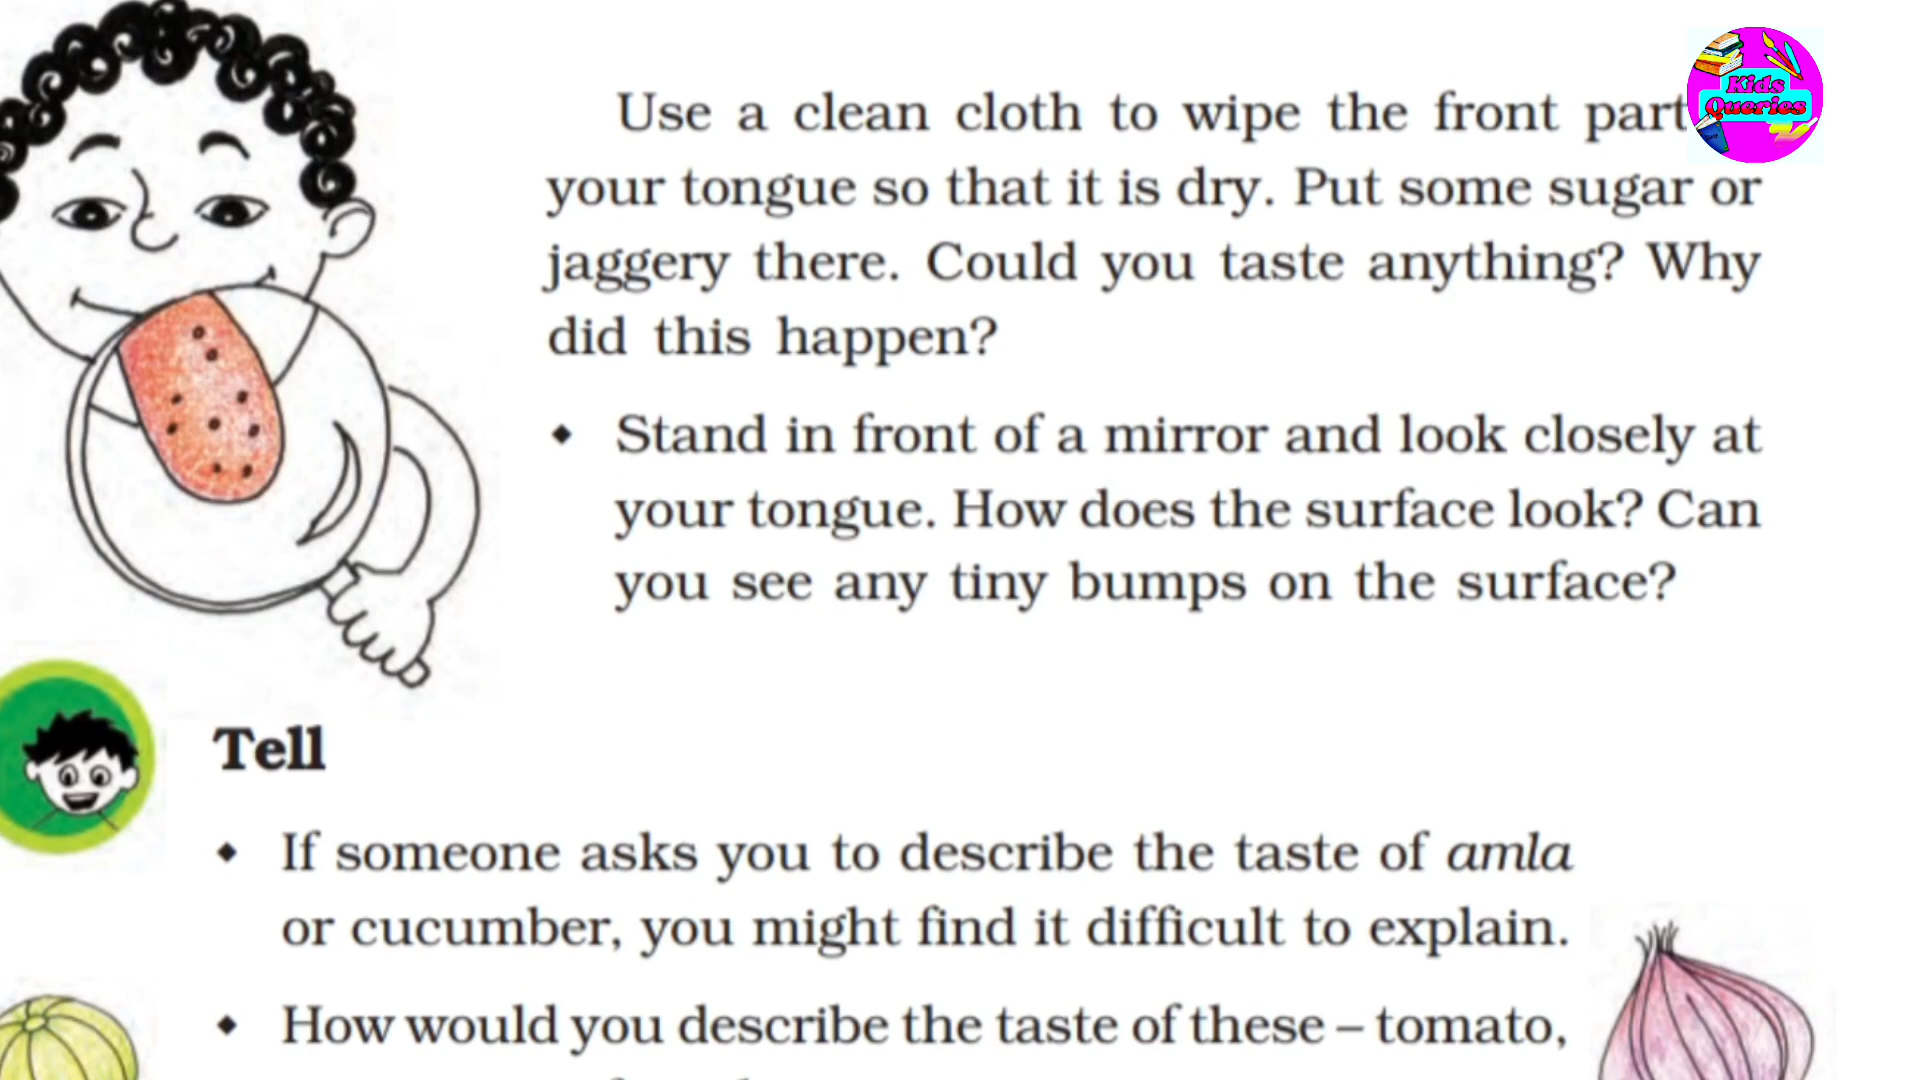 Use a clean cloth to wipe the front part
your tongue so that it is dry. Put some sugar or
jaggery there. Could you taste anything? Why
did this happen?
Kids
Queries
◆ Stand in front of a mirror and look closely at
your tongue. How does the surface look? Can
you see any tiny bumps on the surface?
Tell
◆ If someone asks you to describe the taste of amla
or cucumber, you might find it difficult to explain.
◆ How would you describe the taste of these – tomato,